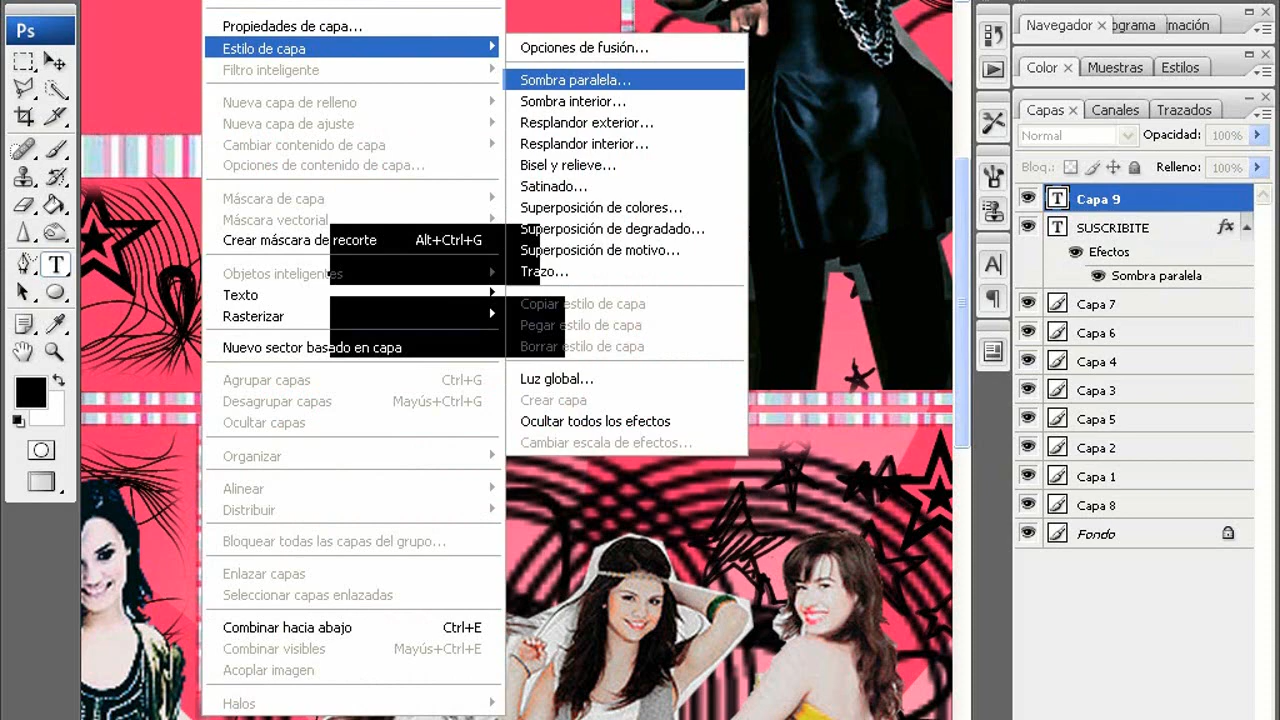 Ps
Propiedades de capa...
Estilo de capa
Filtro inteligente
Nueva capa de relleno
Nueva capa de ajuste
Cambiar contenido de capa
Opciones de contenido de capa...
Máscara de capa
Máscara vectorial
Crear máscara de recorte Alt+Ctrl+G
Objetos inteligentes
Texto
Rasterizar
Nuevo sector basado en capa
Agrupar capas Ctrl+G
Desagrupar capas Mayús+Ctrl+G
Ocultar capas
Organizar
Alinear
Distribuir
Bloquear todas las capas del grupo...
Enlazar capas
Seleccionar capas enlazadas
Combinar hacia abajo Ctrl+E
Combinar visibles Mayús+Ctrl+E
Acoplar imagen
Halos
Opciones de fusión...
Sombra paralela...
Sombra interior...
Resplandor exterior...
Resplandor interior...
Bisel y relieve...
Satinado...
Superposición de colores...
Superposición de degradado...
Superposición de motivo...
Trazo...
Copiar estilo de capa
Pegar estilo de capa
Borrar estilo de capa
Luz global...
Crear capa
Ocultar todos los efectos
Cambiar escala de efectos...
Navegador × ograma mación
Color × Muestras Estilos
Capas × Canales Trazados
Normal Opacidad: 100%
Bloq.: Relleno: 100%
T Capa 9
T SUSCRIBITE fx
Efectos
Sombra paralela
Capa 7
Capa 6
Capa 4
Capa 3
Capa 5
Capa 2
Capa 1
Capa 8
Fondo